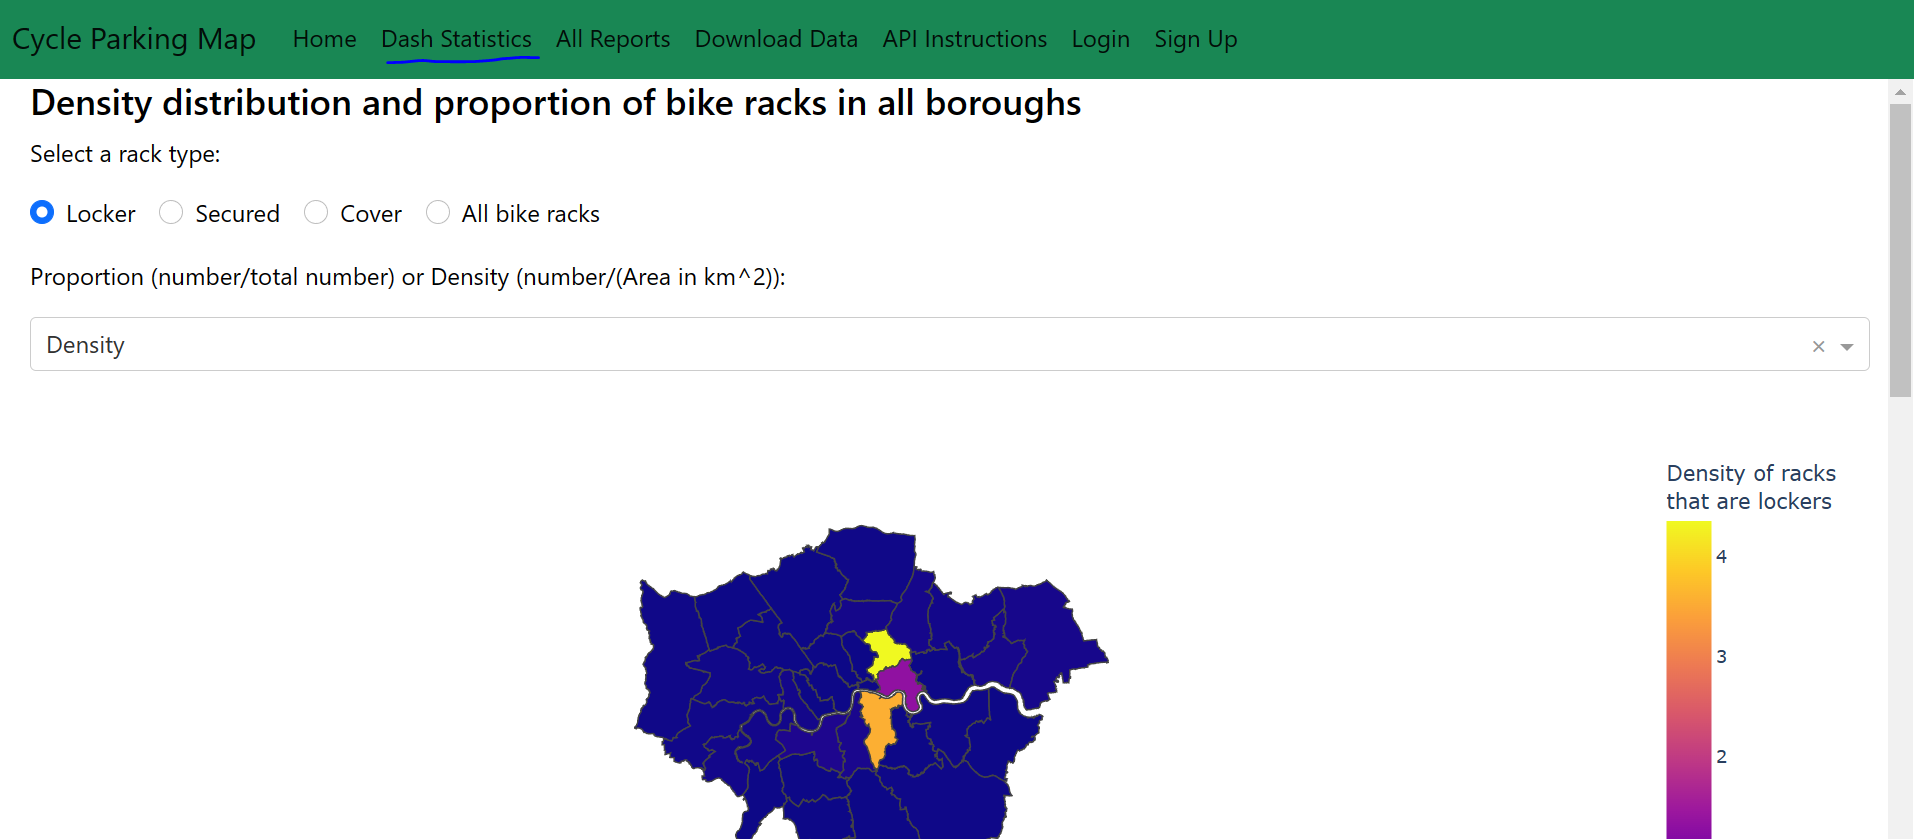 Cycle Parking Map Home Dash Statistics All Reports Download Data API Instructions Login Sign Up
Density distribution and proportion of bike racks in all boroughs
Select a rack type:
Locker Secured Cover All bike racks
Proportion (number/total number) or Density (number/(Area in km^2)):
Density
Density of racks
that are lockers
4
3
2